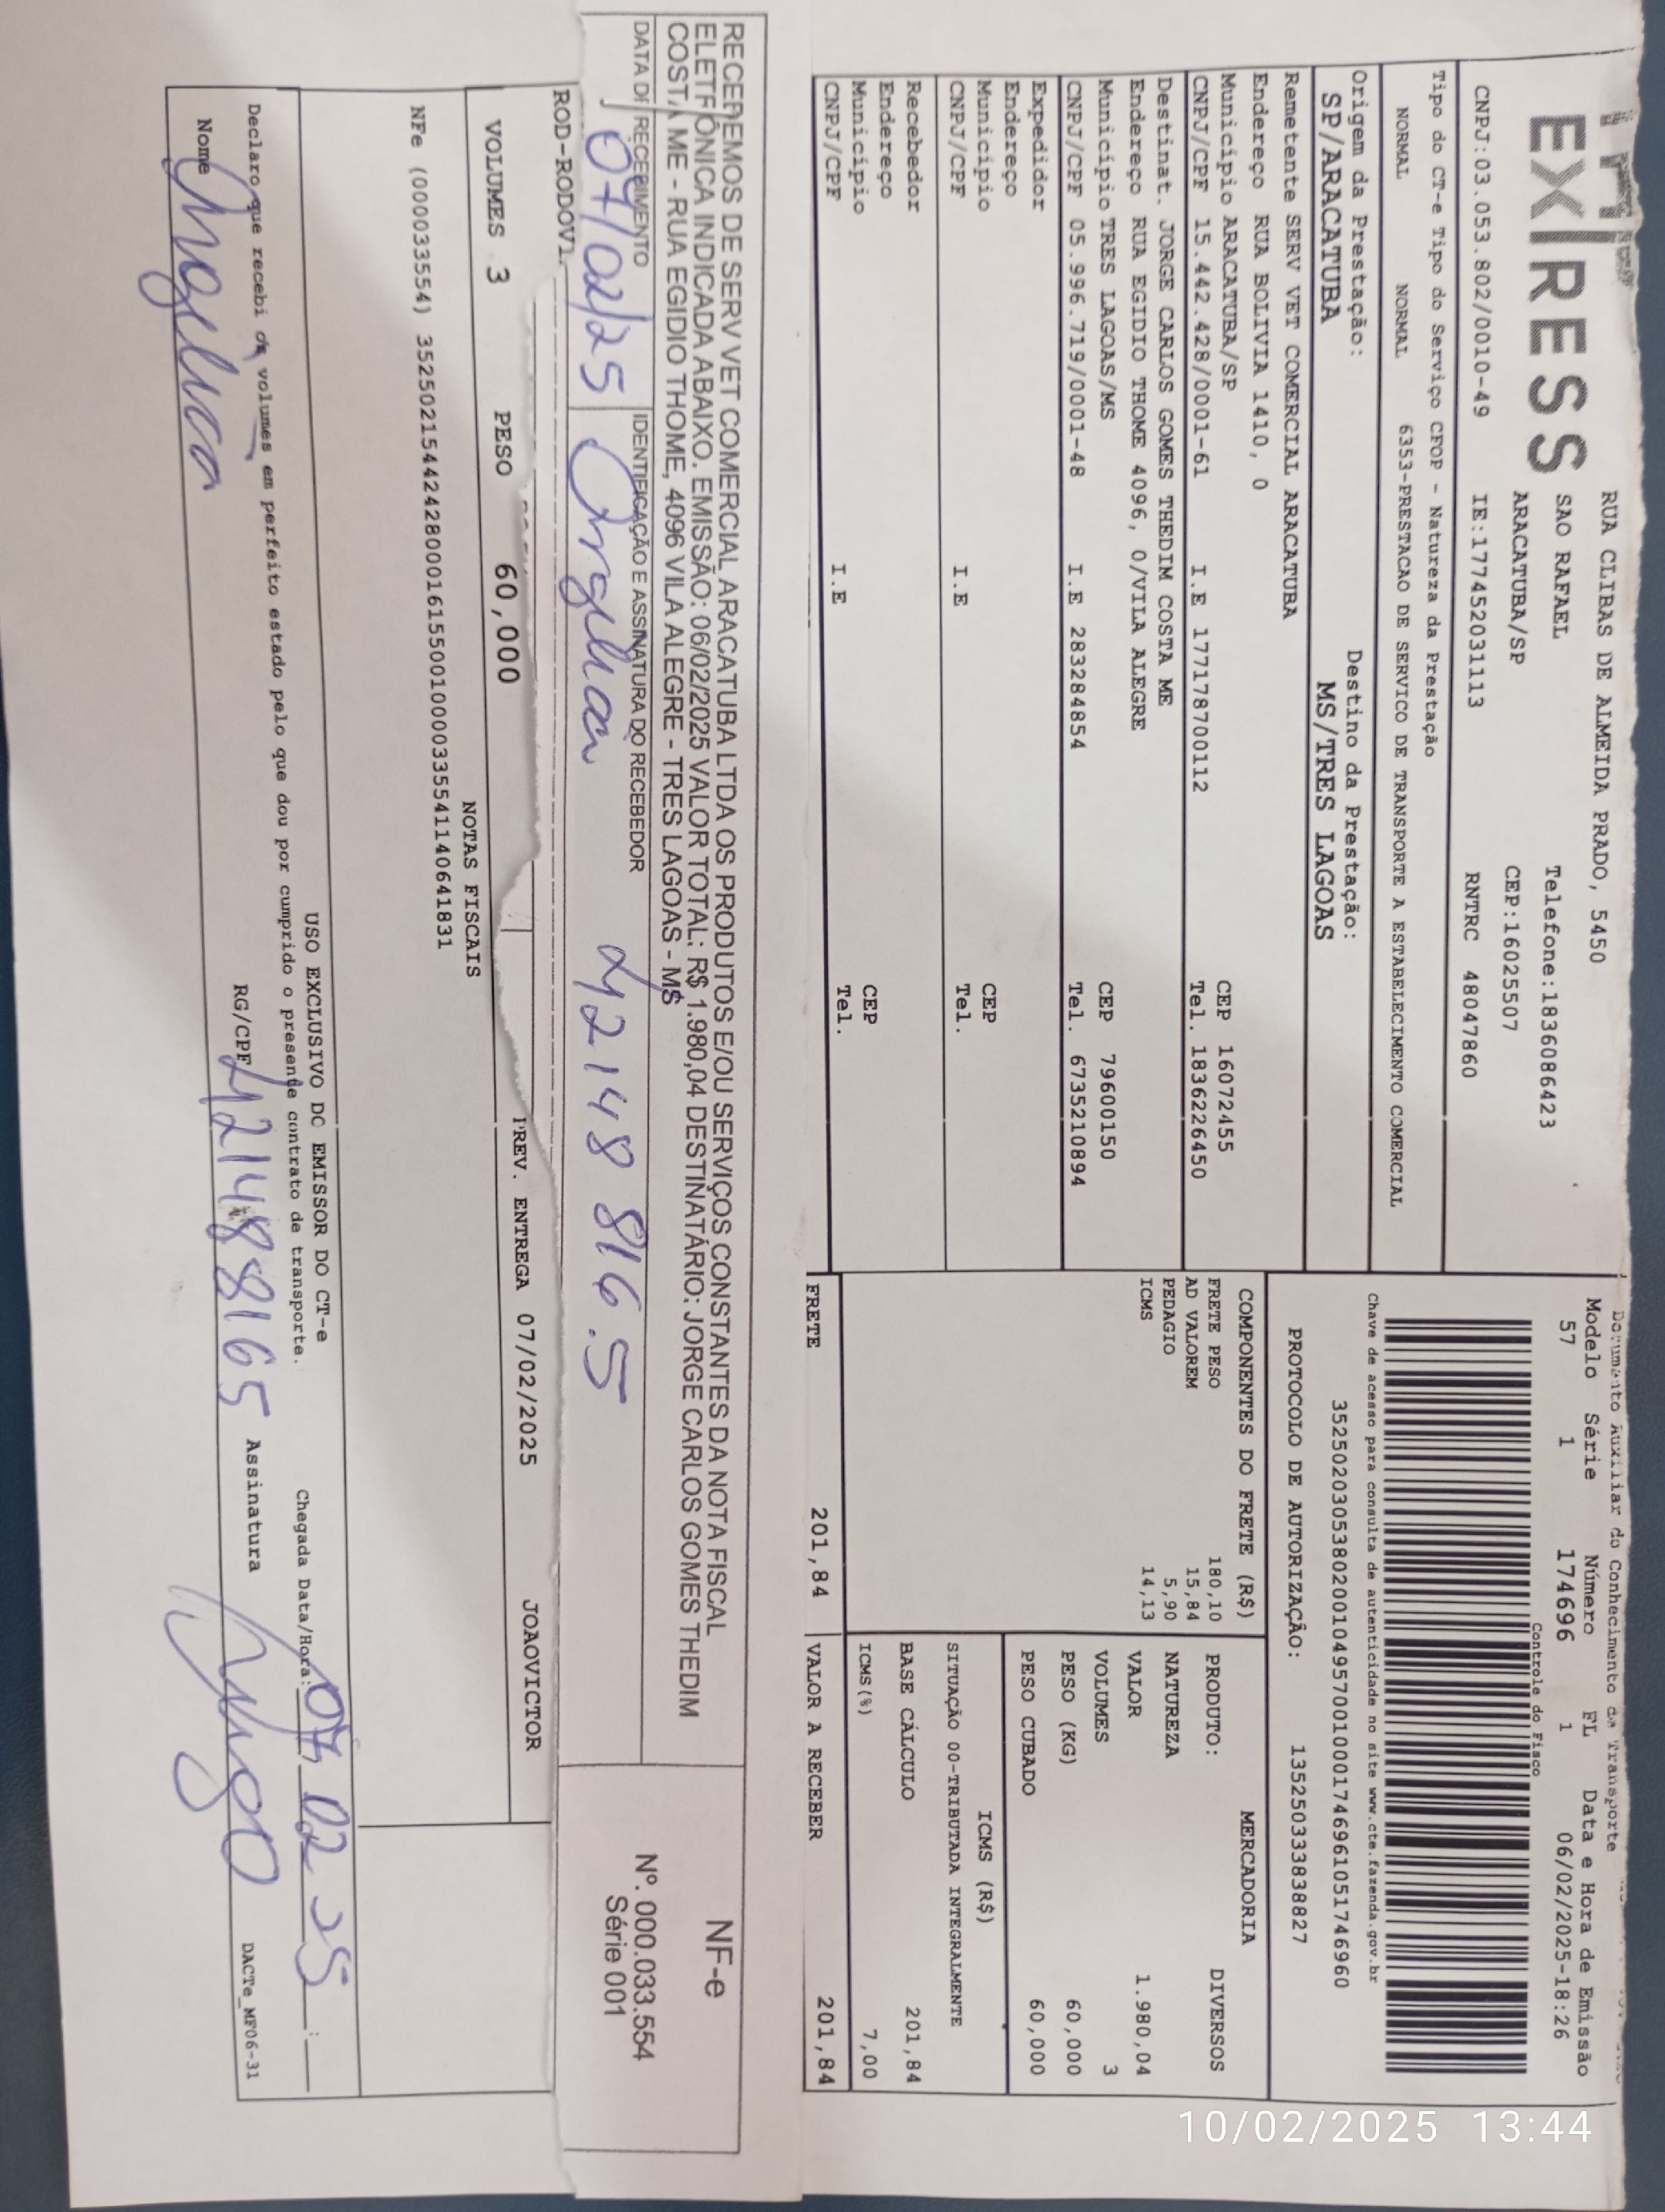 EXPRESS
RUA CLIBAS DE ALMEIDA PRADO, 5450
SAO RAFAEL Telefone:1836086423
ARACATUBA/SP CEP:16025507
CNPJ:03.053.802/0010-49 IE:177452031113 RNTRC 48047860
Tipo do CT-e Tipo do Serviço CFOP - Natureza da Prestação
NORMAL NORMAL 6353-PRESTACAO DE SERVICO DE TRANSPORTE A ESTABELECIMENTO COMERCIAL
Origem da Prestação: Destino da Prestação:
SP/ARACATUBA MS/TRES LAGOAS
Remetente SERV VET COMERCIAL ARACATUBA
Endereço RUA BOLIVIA 1410, 0
Município ARACATUBA/SP CEP 16072455
CNPJ/CPF 15.442.428/0001-61 I.E 177178700112 Tel. 1836226450
Destinat. JORGE CARLOS GOMES THEDIM COSTA ME
Endereço RUA EGIDIO THOME 4096, 0/VILA ALEGRE
Município TRES LAGOAS/MS CEP 79600150
CNPJ/CPF 05.996.719/0001-48 I.E 283284854 Tel. 6735210894
Expedidor
Endereço
Município CEP
CNPJ/CPF I.E Tel.
Recebedor
Endereço
Município CEP
CNPJ/CPF I.E Tel.
Documento Auxiliar do Conhecimento de Transporte
Modelo Série Número FL Data e Hora de Emissão
57 1 174696 1 06/02/2025-18:26
Controle do Fisco
Chave de acesso para consulta de autenticidade no site www.cte.fazenda.gov.br
35250203053802001049570010001746961051746960
PROTOCOLO DE AUTORIZAÇÃO: 135250333838827
COMPONENTES DO FRETE (R$)
FRETE PESO 180,10
AD VALOREM 15,84
PEDAGIO 5,90
ICMS 14,13
MERCADORIA
PRODUTO: DIVERSOS
NATUREZA
VALOR 1.980,04
VOLUMES 3
PESO (KG) 60,000
PESO CUBADO 60,000
ICMS (R$)
SITUAÇÃO 00-TRIBUTADA INTEGRALMENTE
BASE CÁLCULO 201,84
ICMS(%) 7,00
FRETE 201,84 VALOR A RECEBER 201,84
RECEBEMOS DE SERV VET COMERCIAL ARACATUBA LTDA OS PRODUTOS E/OU SERVIÇOS CONSTANTES DA NOTA FISCAL
ELETRÔNICA INDICADA ABAIXO. EMISSÃO: 06/02/2025 VALOR TOTAL: R$ 1.980,04 DESTINATÁRIO: JORGE CARLOS GOMES THEDIM
COSTA ME - RUA EGIDIO THOME, 4096 VILA ALEGRE - TRES LAGOAS - MS
DATA DE RECEBIMENTO IDENTIFICAÇÃO E ASSINATURA DO RECEBEDOR
07/02/25 42148 816.5
NF-e
Nº. 000.033.554
Série 001
PREV. ENTREGA 07/02/2025 JOAOVICTOR
VOLUMES 3 PESO 60,000
NOTAS FISCAIS
NFe (000033554) 35250215442428000161550010000335541140641831
USO EXCLUSIVO DO EMISSOR DO CT-e
Chegada Data/Hora: 07 02 25 :
Declaro que recebi os volumes em perfeito estado pelo que dou por cumprido o presente contrato de transporte.
Nome RG/CPF 421488165 Assinatura
DACTe_MF06-31
10/02/2025 13:44